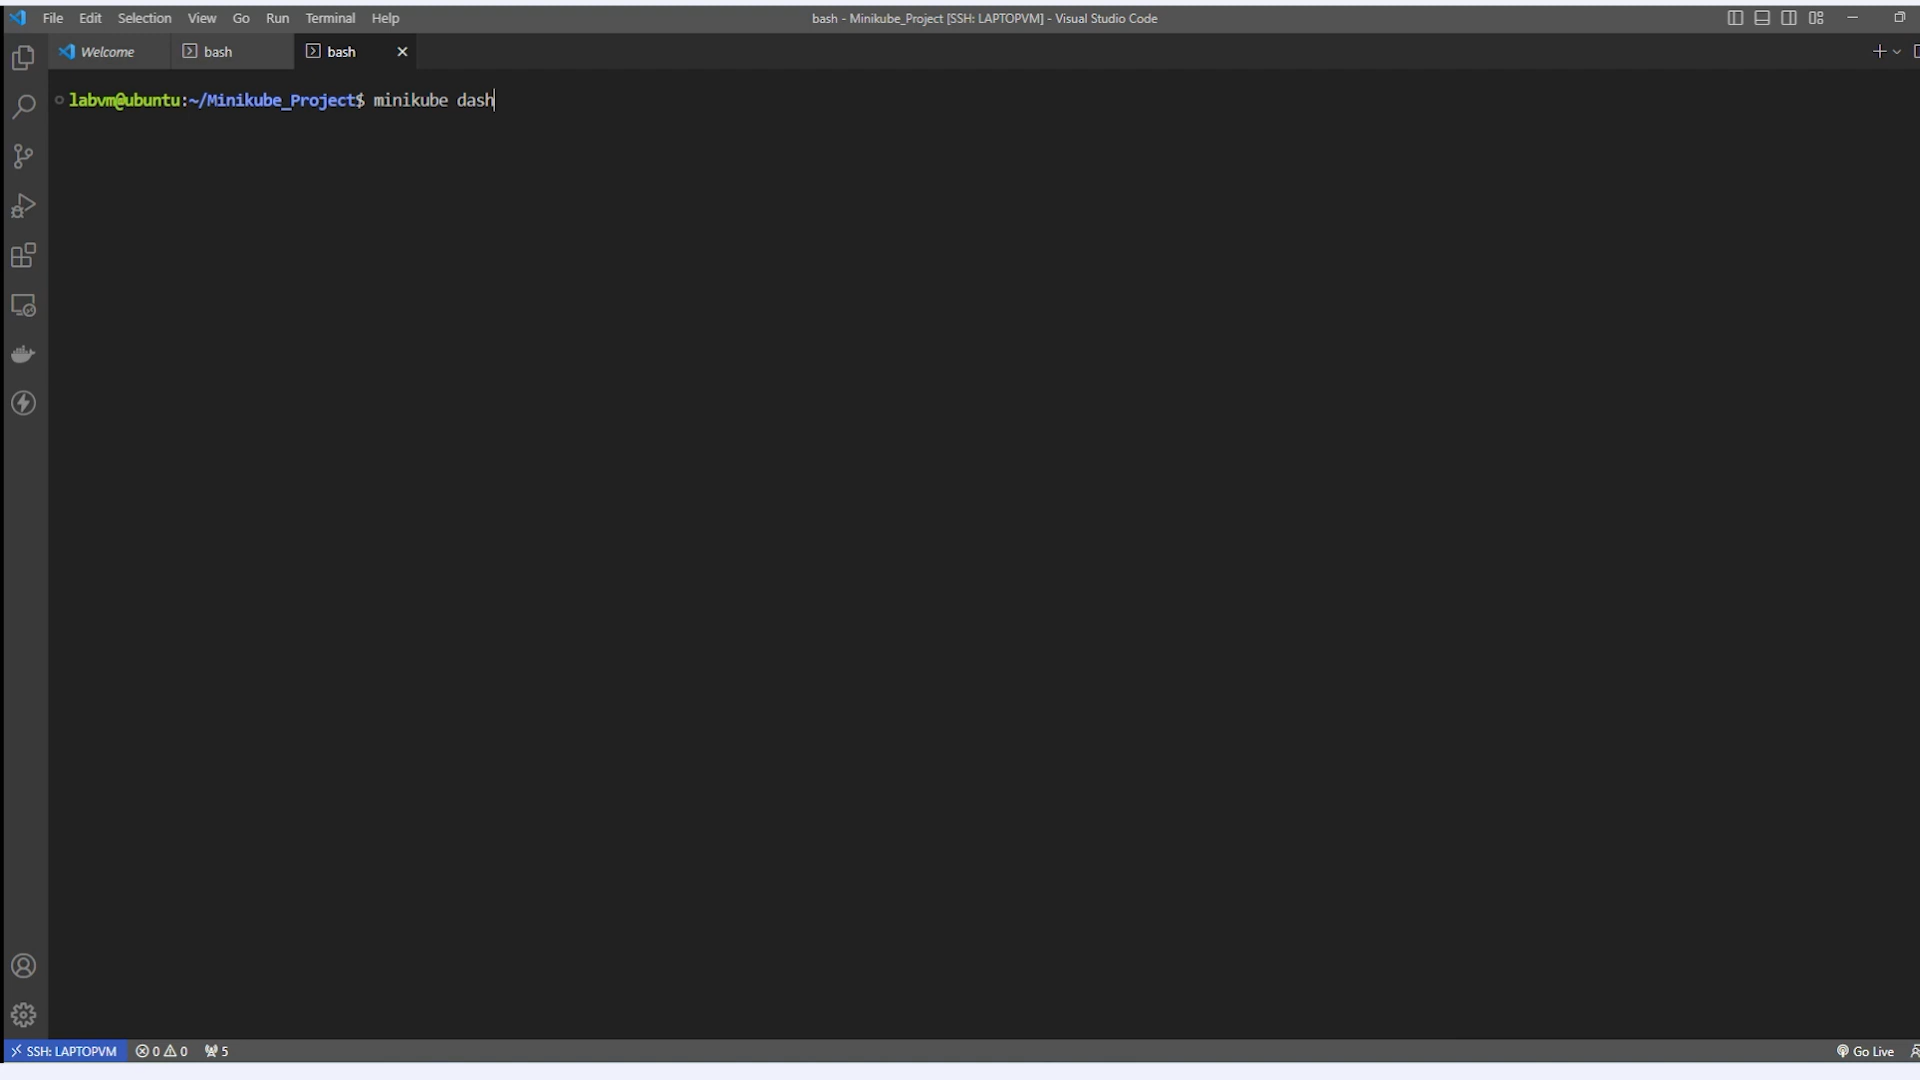 File Edit Selection View Go Run Terminal Help
bash - Minikube_Project [SSH: LAPTOPVM] - Visual Studio Code
Welcome bash bash
labvm@ubuntu:~/Minikube_Project$ minikube dash
SSH: LAPTOPVM 0 0 5 Go Live